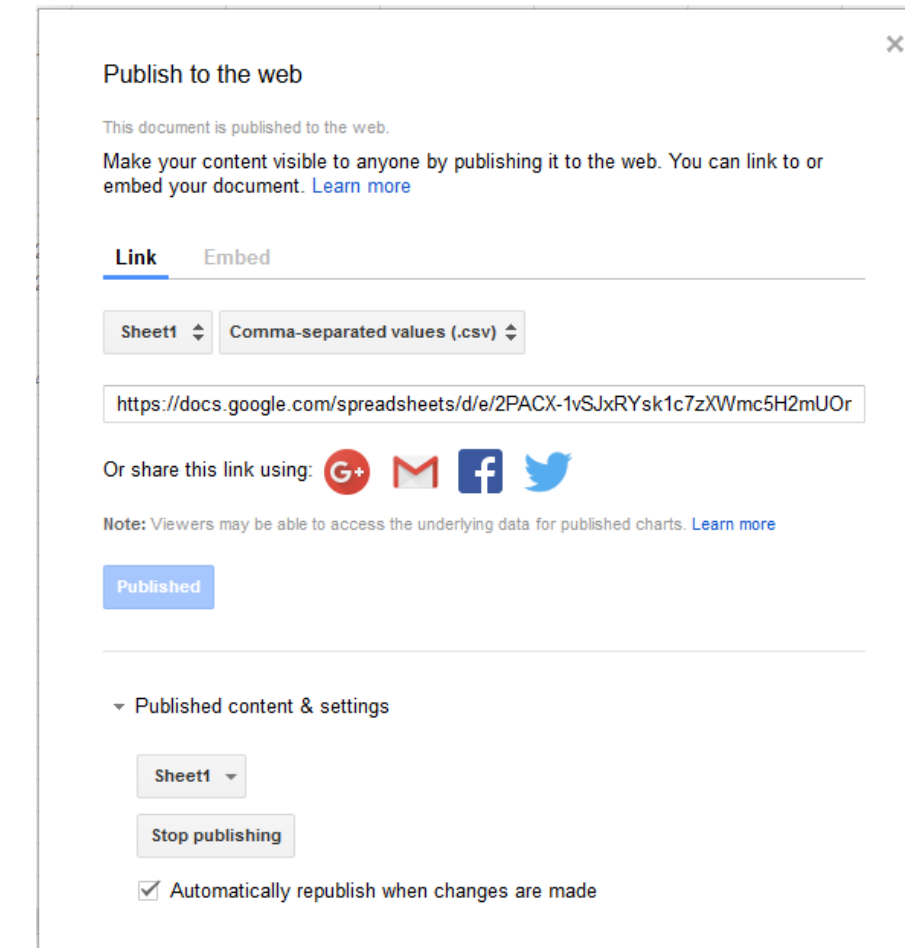 Publish to the web
This document is published to the web.
Make your content visible to anyone by publishing it to the web. You can link to or
embed your document. Learn more
Link Embed
Sheet1 Comma-separated values (.csv)
https://docs.google.com/spreadsheets/d/e/2PACX-1vSJxRYsk1c7zXWmc5H2mUOr
Or share this link using: G+
Note: Viewers may be able to access the underlying data for published charts. Learn more
Published
Published content & settings
Sheet1
Stop publishing
Automatically republish when changes are made